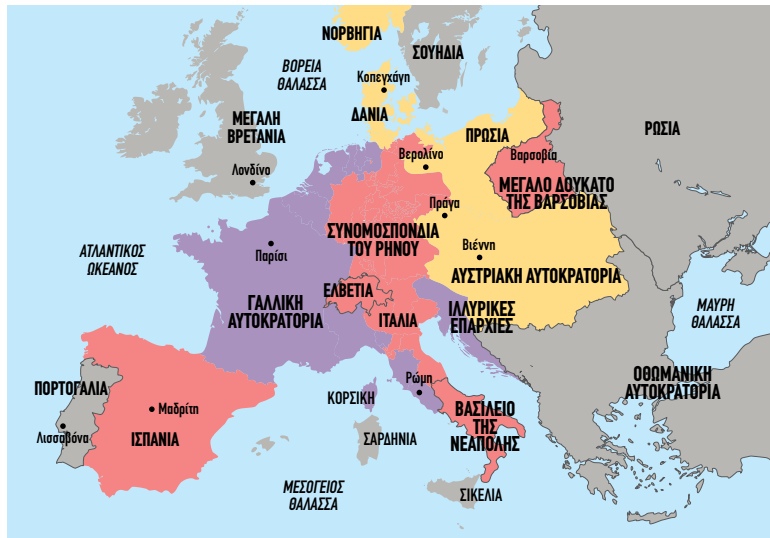 ΝΟΡΒΗΓΙΑ
ΣΟΥΗΔΙΑ
ΒΟΡΕΙΑ
ΘΑΛΑΣΣΑ
Κοπεγχάγη
ΔΑΝΙΑ
ΜΕΓΑΛΗ
ΒΡΕΤΑΝΙΑ
ΠΡΩΣΙΑ
ΡΩΣΙΑ
Λονδίνο
Βερολίνο
Βαρσοβία
ΜΕΓΑΛΟ ΔΟΥΚΑΤΟ
ΤΗΣ ΒΑΡΣΟΒΙΑΣ
Πράγα
ΣΥΝΟΜΟΣΠΟΝΔΙΑ
ΤΟΥ ΡΗΝΟΥ
ΑΤΛΑΝΤΙΚΟΣ
ΩΚΕΑΝΟΣ
Παρίσι
Βιέννη
ΑΥΣΤΡΙΑΚΗ ΑΥΤΟΚΡΑΤΟΡΙΑ
ΕΛΒΕΤΙΑ
ΓΑΛΛΙΚΗ
ΑΥΤΟΚΡΑΤΟΡΙΑ
ΙΛΛΥΡΙΚΕΣ
ΕΠΑΡΧΙΕΣ
ΙΤΑΛΙΑ
ΜΑΥΡΗ
ΘΑΛΑΣΣΑ
ΟΘΩΜΑΝΙΚΗ
ΑΥΤΟΚΡΑΤΟΡΙΑ
ΠΟΡΤΟΓΑΛΙΑ
Ρώμη
ΚΟΡΣΙΚΗ
Μαδρίτη
ΙΣΠΑΝΙΑ
Λισσαβόνα
ΒΑΣΙΛΕΙΟ
ΤΗΣ
ΝΕΑΠΟΛΗΣ
ΣΑΡΔΗΝΙΑ
ΜΕΣΟΓΕΙΟΣ
ΘΑΛΑΣΣΑ
ΣΙΚΕΛΙΑ